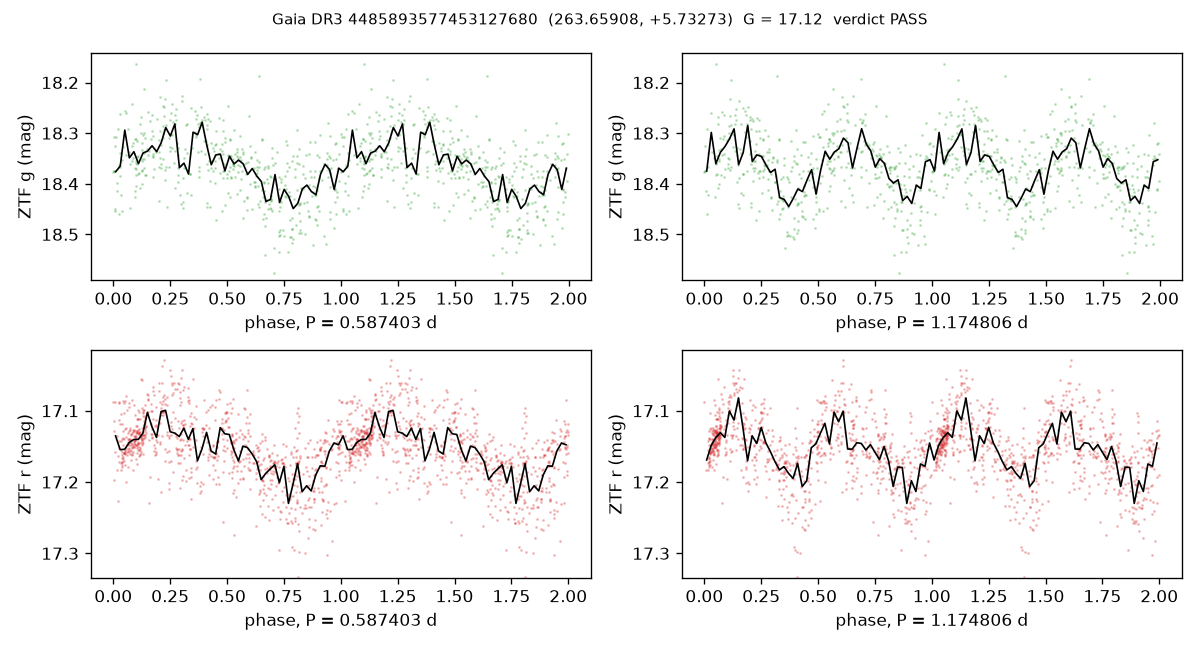 Gaia DR3 4485893577453127680  (263.65908, +5.73273)  G = 17.12  verdict PASS
ZTF g (mag)
18.2
18.3
18.4
18.5
0.00 0.25 0.50 0.75 1.00 1.25 1.50 1.75 2.00
phase, P = 0.587403 d
ZTF g (mag)
18.2
18.3
18.4
18.5
0.00 0.25 0.50 0.75 1.00 1.25 1.50 1.75 2.00
phase, P = 1.174806 d
ZTF r (mag)
17.1
17.2
17.3
0.00 0.25 0.50 0.75 1.00 1.25 1.50 1.75 2.00
phase, P = 0.587403 d
ZTF r (mag)
17.1
17.2
17.3
0.00 0.25 0.50 0.75 1.00 1.25 1.50 1.75 2.00
phase, P = 1.174806 d